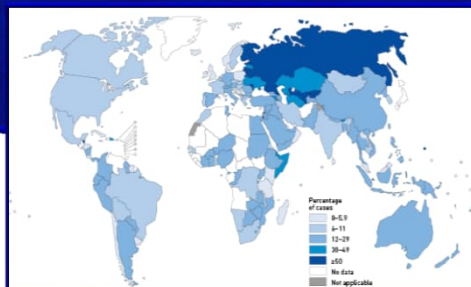 Percentage
of cases
0–5.9
6–11
12–29
30–49
≥50
No data
Not applicable